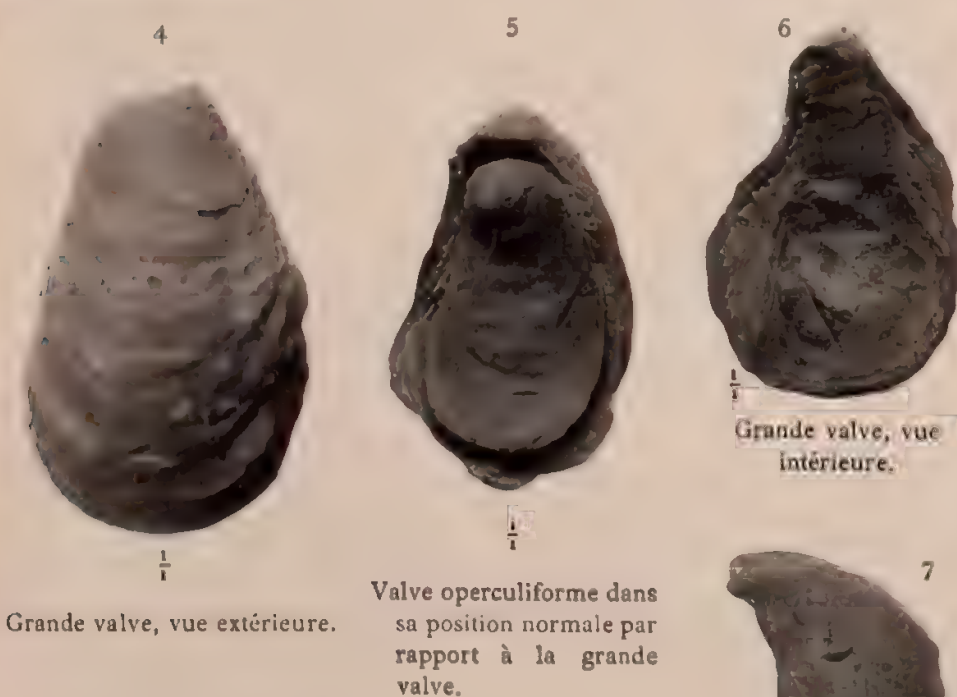 4
5
6
1/1
Grande valve, vue
intérieure.
1/1
1/1
Grande valve, vue extérieure.
Valve operculiforme dans
sa position normale par
rapport à la grande
valve.
7